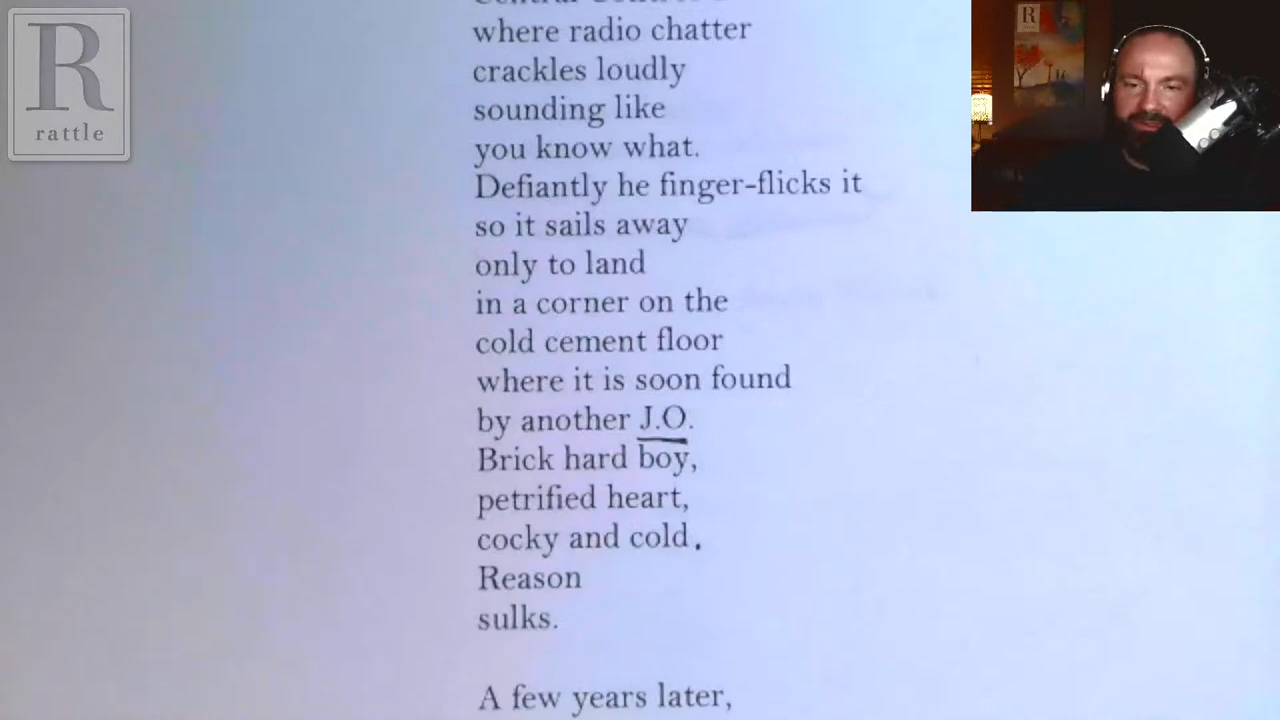 R
rattle
R
where radio chatter
crackles loudly
sounding like
you know what.
Defiantly he finger-flicks it
so it sails away
only to land
in a corner on the
cold cement floor
where it is soon found
by another J.O.
Brick hard boy,
petrified heart,
cocky and cold.
Reason
sulks.
A few years later,